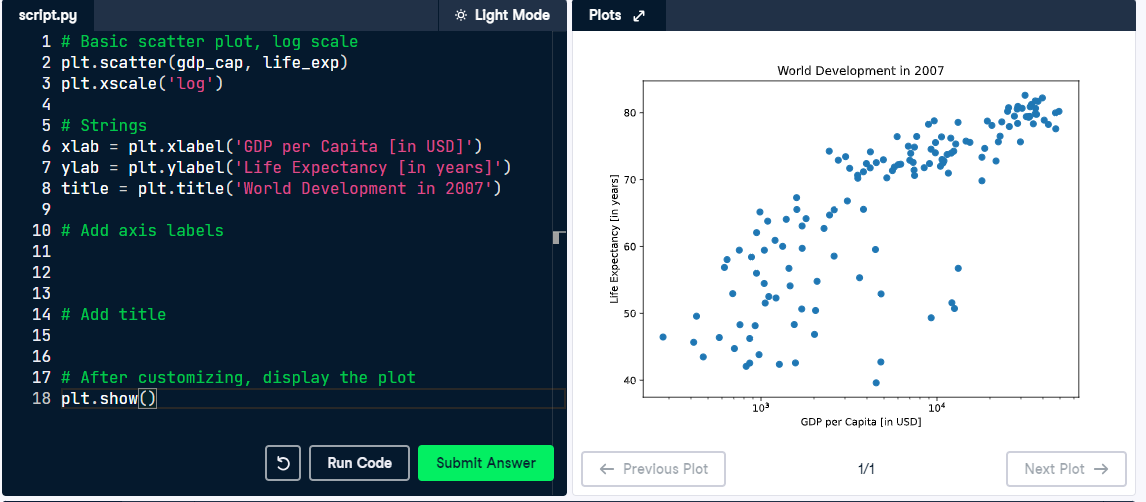 script.py
Light Mode
1 # Basic scatter plot, log scale
2 plt.scatter(gdp_cap, life_exp)
3 plt.xscale('log')
4
5 # Strings
6 xlab = plt.xlabel('GDP per Capita [in USD]')
7 ylab = plt.ylabel('Life Expectancy [in years]')
8 title = plt.title('World Development in 2007')
9
10 # Add axis labels
11
12
13
14 # Add title
15
16
17 # After customizing, display the plot
18 plt.show()
Run Code
Submit Answer
Plots
World Development in 2007
Life Expectancy [in years]
80
70
60
50
40
10³
10⁴
GDP per Capita [in USD]
Previous Plot
1/1
Next Plot